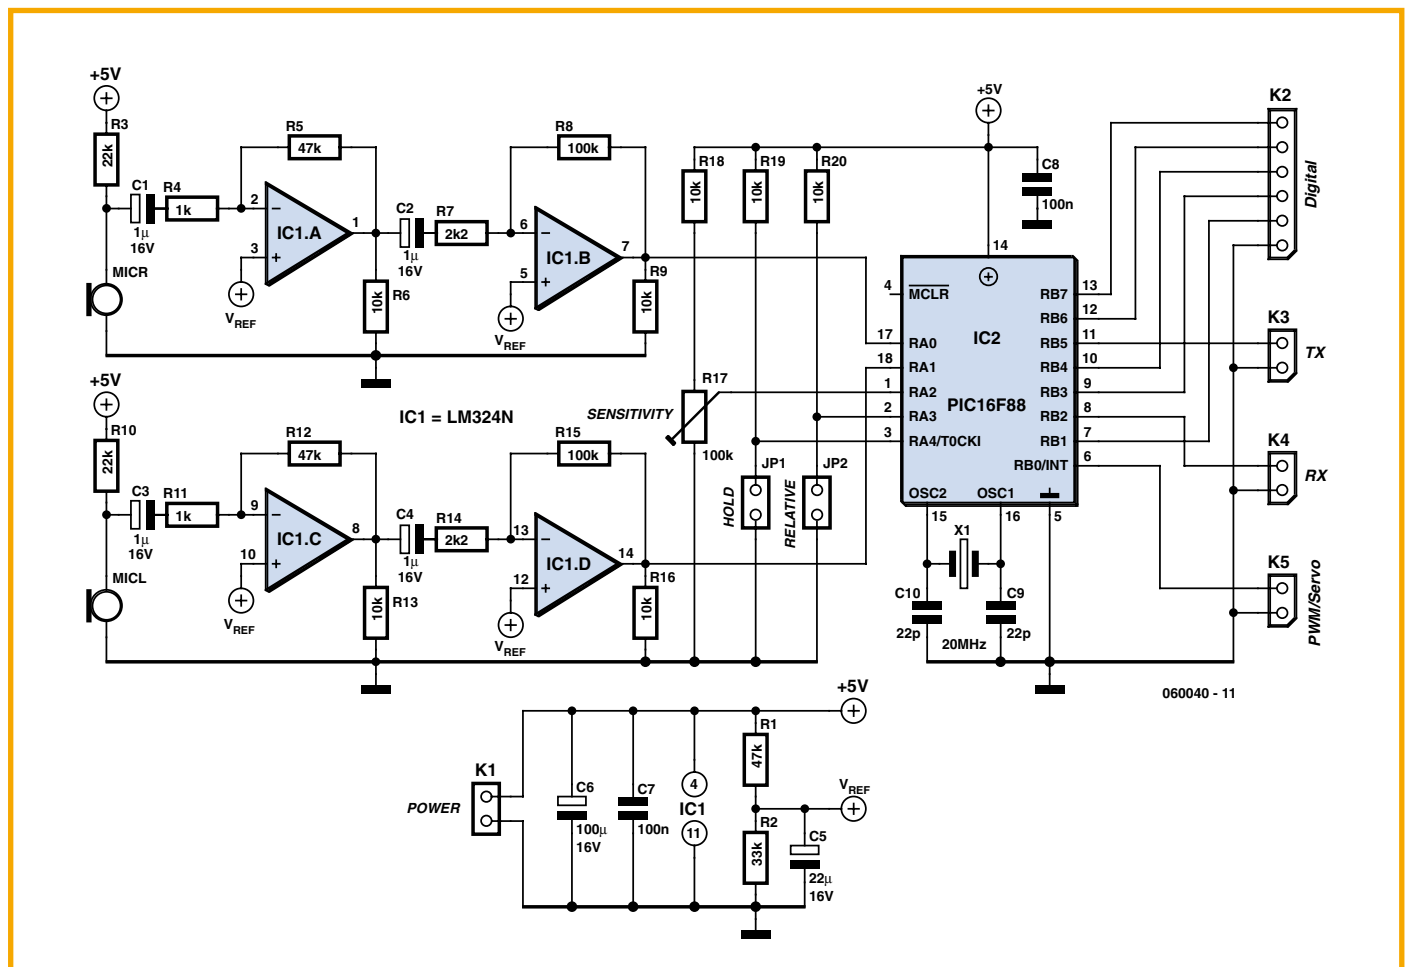 +5V
R3
22k
C1
1µ
16V
R4
1k
R5
47k
2
3
1
IC1.A
VREF
MICR
C2
1µ
16V
R6
10k
R7
2k2
R8
100k
6
5
7
IC1.B
VREF
R9
10k
+5V
R10
22k
C3
1µ
16V
R11
1k
R12
47k
9
10
8
IC1.C
VREF
MICL
IC1 = LM324N
C4
1µ
16V
R13
10k
R14
2k2
R15
100k
13
12
14
IC1.D
VREF
R16
10k
R18
10k
R19
10k
R20
10k
+5V
C8
100n
SENSITIVITY
R17
100k
JP1
HOLD
JP2
RELATIVE
14
4
MCLR
17
RA0
18
RA1
1
RA2
2
RA3
3
RA4/T0CKI
IC2
PIC16F88
RB7
13
RB6
12
RB5
11
RB4
10
RB3
9
RB2
8
RB1
7
RB0/INT
6
OSC2
OSC1
15
16
5
X1
C10
22p
C9
22p
20MHz
K2
Digital
K3
TX
K4
RX
K5
PWM/Servo
060040 - 11
+5V
K1
POWER
C6
100µ
16V
C7
100n
4
IC1
11
R1
47k
R2
33k
VREF
C5
22µ
16V